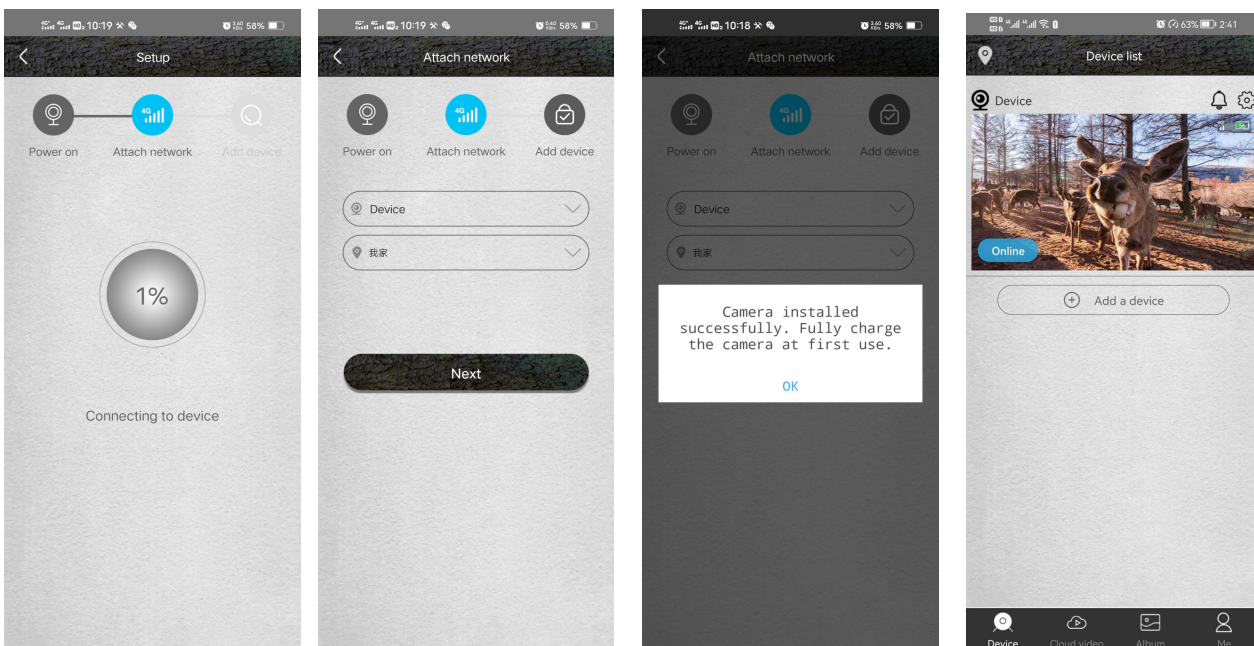 10:19
58%
Setup
4G
Power on
Attach network
Add device
1%
Connecting to device
10:19
58%
Attach network
4G
Power on
Attach network
Add device
Device
我家
Next
10:18
58%
Attach network
4G
Power on
Attach network
Add device
Device
我家
Camera installed
successfully. Fully charge
the camera at first use.
OK
63% 2:41
Device list
Device
Online
Add a device
Device
Cloud video
Album
Me